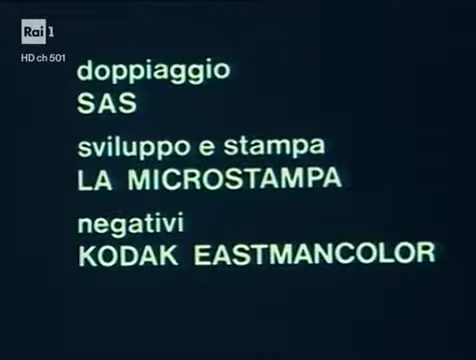 Rai 1
HD ch 501
doppiaggio
SAS
sviluppo e stampa
LA MICROSTAMPA
negativi
KODAK EASTMANCOLOR